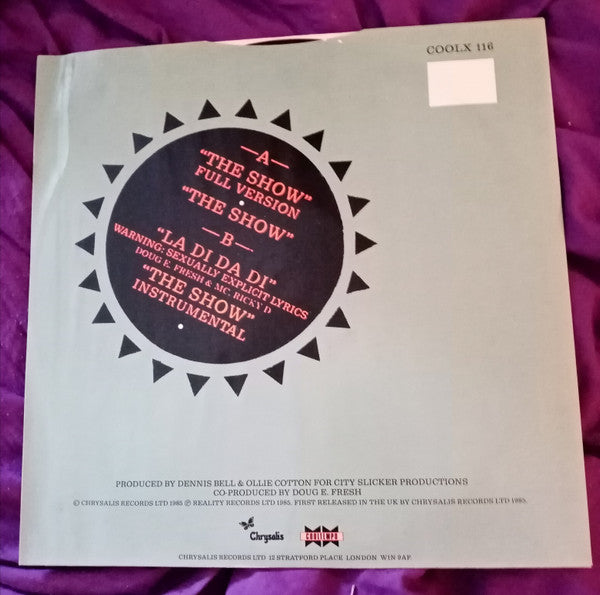 COOLX 116
—A—
"THE SHOW"
FULL VERSION
"THE SHOW"
—B—
"LA DI DA DI"
WARNING: SEXUALLY EXPLICIT LYRICS
DOUG E. FRESH & MC. RICKY D
"THE SHOW"
INSTRUMENTAL
PRODUCED BY DENNIS BELL & OLLIE COTTON FOR CITY SLICKER PRODUCTIONS
CO-PRODUCED BY DOUG E. FRESH
© CHRYSALIS RECORDS LTD 1985 ℗ REALITY RECORDS LTD 1985. FIRST RELEASED IN THE UK BY CHRYSALIS RECORDS LTD 1985.
Chrysalis
COOLTEMPO
CHRYSALIS RECORDS LTD 12 STRATFORD PLACE LONDON W1N 9AF.